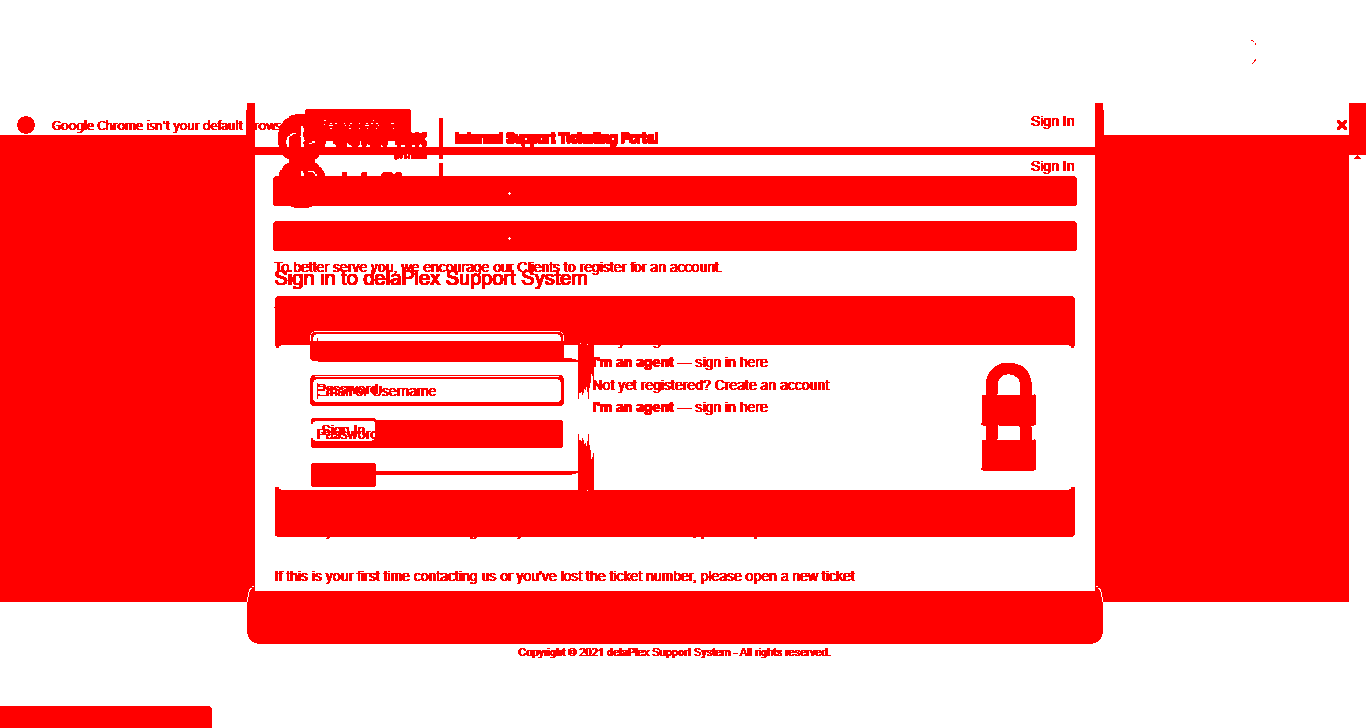 Sign In
Google Chrome isn't your default
Internal Support Ticketing Portal
Sign In
To better serve you, we encourage our Clients to register for an account.
Sign in to delaPlex Support System
I'm an agent — sign in here
Not yet registered? Create an account
Password
Email or Username
I'm an agent — sign in here
Sign In
Password
If this is your first time contacting us or you've lost the ticket number, please open a new ticket
Copyright © 2021 delaPlex Support System - All rights reserved.